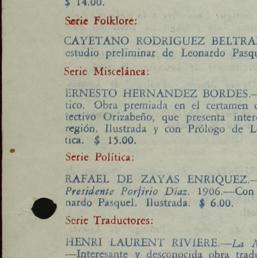 $ 14.00.
Serie Folklore:
CAYETANO RODRIGUEZ BELTRA
estudio preliminar de Leonardo Pasqu
Serie Miscelánea:
ERNESTO HERNANDEZ BORDES.—
tico. Obra premiada en el certamen d
lectivo Orizabeño, que presenta inter
región. Ilustrada y con Prólogo de L
tica. $ 15.00.
Serie Política:
RAFAEL DE ZAYAS ENRIQUEZ.—
Presidente Porfirio Díaz. 1906.—Con
nardo Pasquel. Ilustrada. $ 6.00.
Serie Traductores:
HENRI LAURENT RIVIERE.—La M
—Interesante y desconocida obra tradu